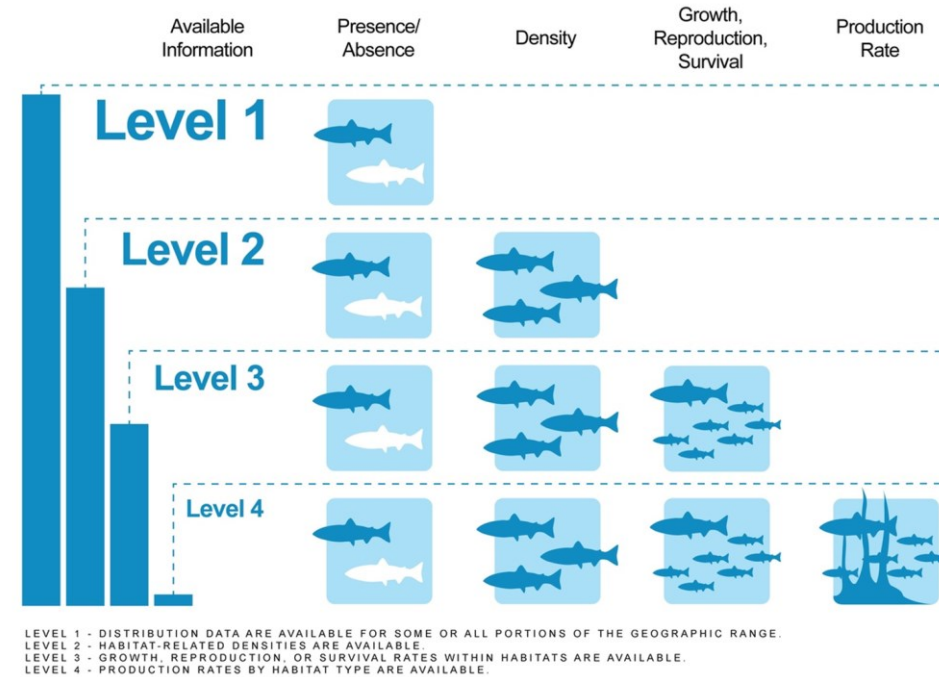 Available
Information
Presence/
Absence
Density
Growth,
Reproduction,
Survival
Production
Rate
Level 1
Level 2
Level 3
Level 4
LEVEL 1 - DISTRIBUTION DATA ARE AVAILABLE FOR SOME OR ALL PORTIONS OF THE GEOGRAPHIC RANGE.
LEVEL 2 - HABITAT-RELATED DENSITIES ARE AVAILABLE.
LEVEL 3 - GROWTH, REPRODUCTION, OR SURVIVAL RATES WITHIN HABITATS ARE AVAILABLE.
LEVEL 4 - PRODUCTION RATES BY HABITAT TYPE ARE AVAILABLE.